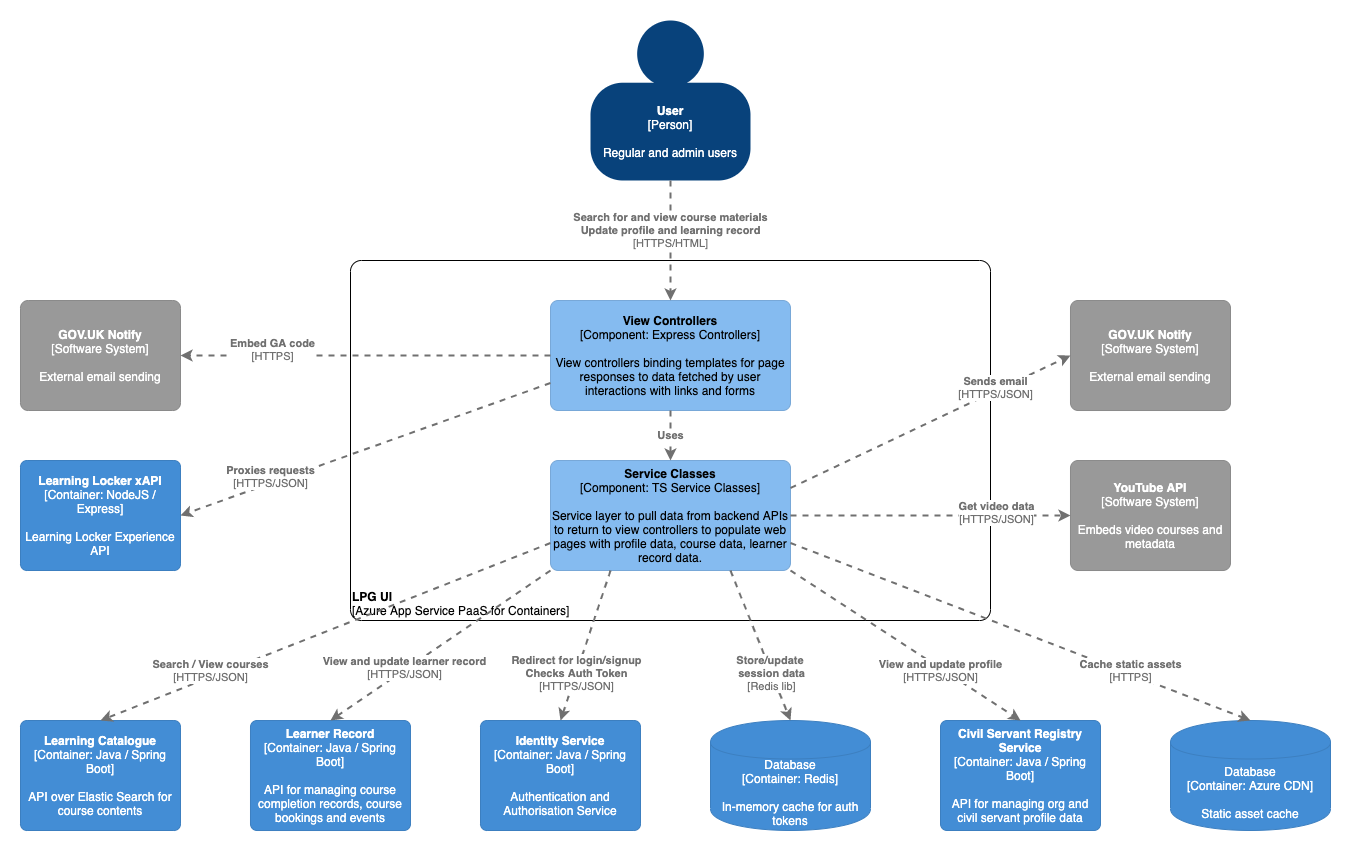 User
[Person]
Regular and admin users
Search for and view course materials
Update profile and learning record
[HTTPS/HTML]
GOV.UK Notify
[Software System]
External email sending
Embed GA code
[HTTPS]
View Controllers
[Component: Express Controllers]
View controllers binding templates for page
responses to data fetched by user
interactions with links and forms
GOV.UK Notify
[Software System]
External email sending
Sends email
[HTTPS/JSON]
Uses
Learning Locker xAPI
[Container: NodeJS /
Express]
Learning Locker Experience
API
Proxies requests
[HTTPS/JSON]
Service Classes
[Component: TS Service Classes]
Service layer to pull data from backend APIs
to return to view controllers to populate web
pages with profile data, course data, learner
record data.
Get video data
[HTTPS/JSON]
YouTube API
[Software System]
Embeds video courses and
metadata
LPG UI
[Azure App Service PaaS for Containers]
Search / View courses
[HTTPS/JSON]
View and update learner record
[HTTPS/JSON]
Redirect for login/signup
Checks Auth Token
[HTTPS/JSON]
Store/update
session data
[Redis lib]
View and update profile
[HTTPS/JSON]
Cache static assets
[HTTPS]
Learning Catalogue
[Container: Java / Spring
Boot]
API over Elastic Search for
course contents
Learner Record
[Container: Java / Spring
Boot]
API for managing course
completion records, course
bookings and events
Identity Service
[Container: Java / Spring
Boot]
Authentication and
Authorisation Service
Database
[Container: Redis]
In-memory cache for auth
tokens
Civil Servant Registry
Service
[Container: Java / Spring
Boot]
API for managing org and
civil servant profile data
Database
[Container: Azure CDN]
Static asset cache